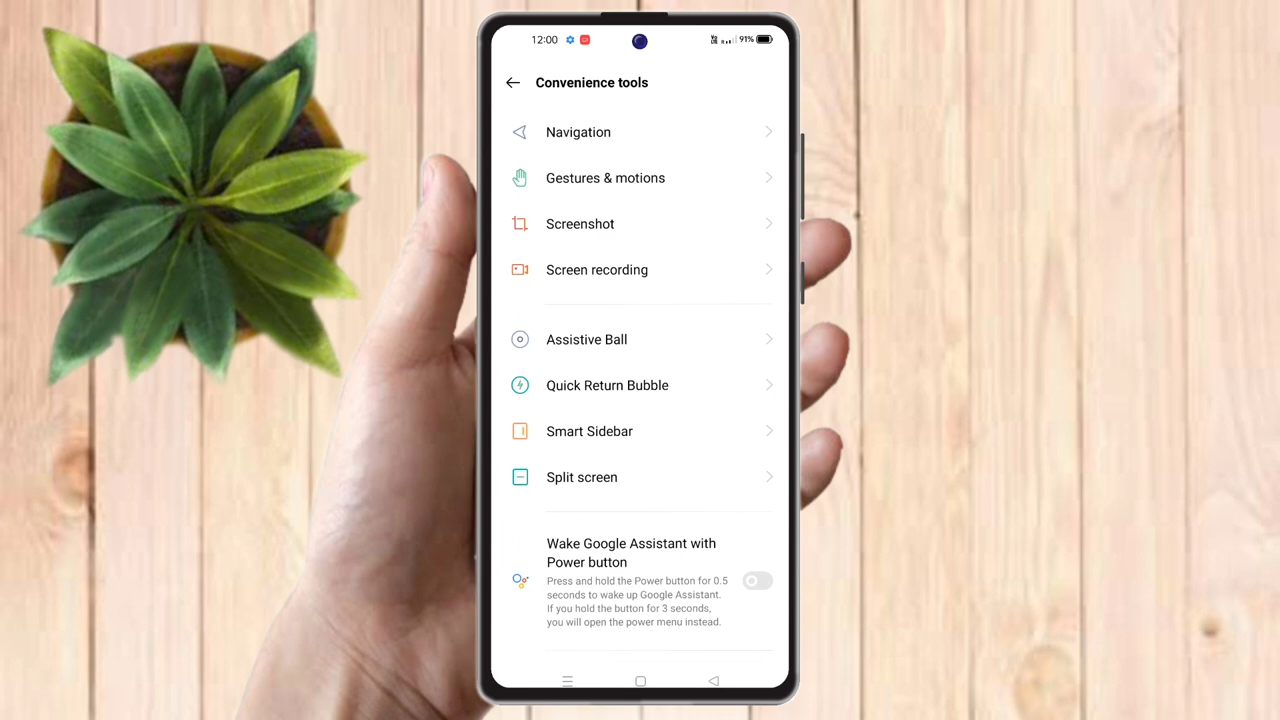 12:00
91%
Convenience tools
Navigation
Gestures & motions
Screenshot
Screen recording
Assistive Ball
Quick Return Bubble
Smart Sidebar
Split screen
Wake Google Assistant with
Power button
Press and hold the Power button for 0.5
seconds to wake up Google Assistant.
If you hold the button for 3 seconds,
you will open the power menu instead.